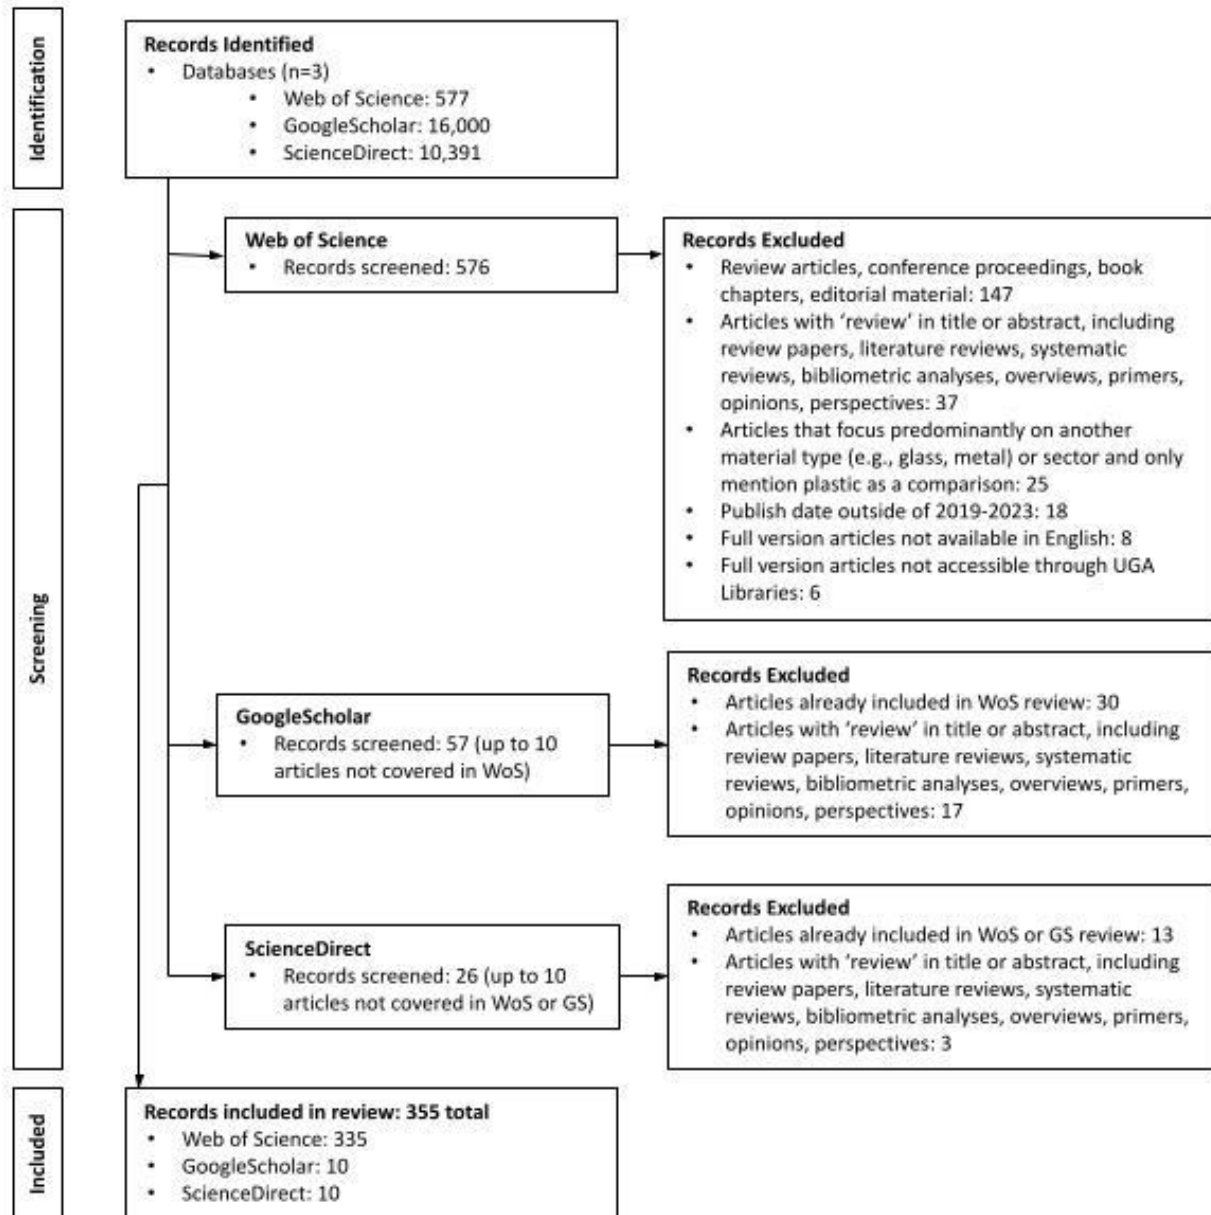 Identification
Records Identified
• Databases (n=3)
• Web of Science: 577
• GoogleScholar: 16,000
• ScienceDirect: 10,391
Screening
Web of Science
• Records screened: 576
Records Excluded
• Review articles, conference proceedings, book
chapters, editorial material: 147
• Articles with ‘review’ in title or abstract, including
review papers, literature reviews, systematic
reviews, bibliometric analyses, overviews, primers,
opinions, perspectives: 37
• Articles that focus predominantly on another
material type (e.g., glass, metal) or sector and only
mention plastic as a comparison: 25
• Publish date outside of 2019-2023: 18
• Full version articles not available in English: 8
• Full version articles not accessible through UGA
Libraries: 6
GoogleScholar
• Records screened: 57 (up to 10
articles not covered in WoS)
Records Excluded
• Articles already included in WoS review: 30
• Articles with ‘review’ in title or abstract, including
review papers, literature reviews, systematic
reviews, bibliometric analyses, overviews, primers,
opinions, perspectives: 17
ScienceDirect
• Records screened: 26 (up to 10
articles not covered in WoS or GS)
Records Excluded
• Articles already included in WoS or GS review: 13
• Articles with ‘review’ in title or abstract, including
review papers, literature reviews, systematic
reviews, bibliometric analyses, overviews, primers,
opinions, perspectives: 3
Included
Records included in review: 355 total
• Web of Science: 335
• GoogleScholar: 10
• ScienceDirect: 10